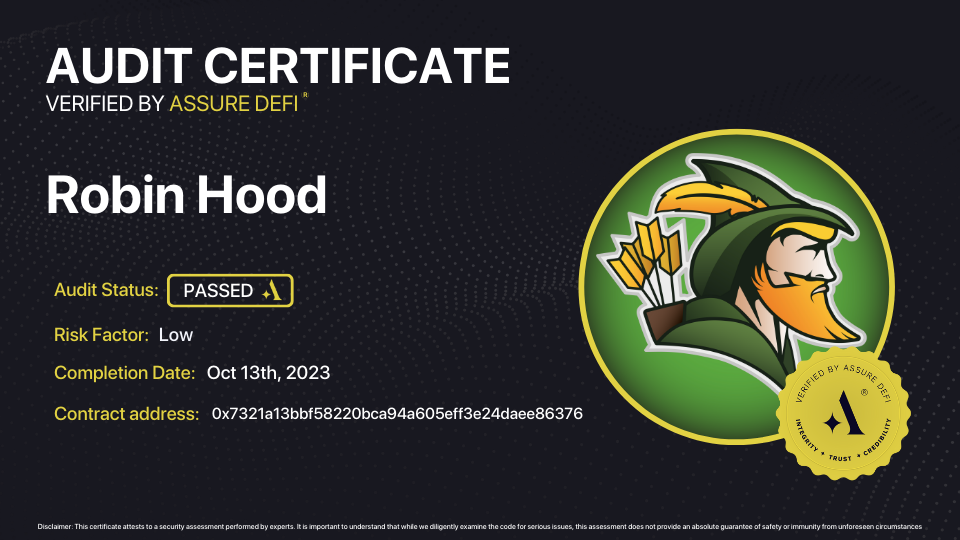 AUDIT CERTIFICATE
VERIFIED BY ASSURE DEFI ®
Robin Hood
Audit Status: PASSED
Risk Factor: Low
Completion Date: Oct 13th, 2023
Contract address: 0x7321a13bbf58220bca94a605eff3e24daee86376
VERIFIED BY ASSURE DEFI
®
INTEGRITY ✦ TRUST ✦ CREDIBILITY
Disclaimer: This certificate attests to a security assessment performed by experts. It is important to understand that while we diligently examine the code for serious issues, this assessment does not provide an absolute guarantee of safety or immunity from unforeseen circumstances